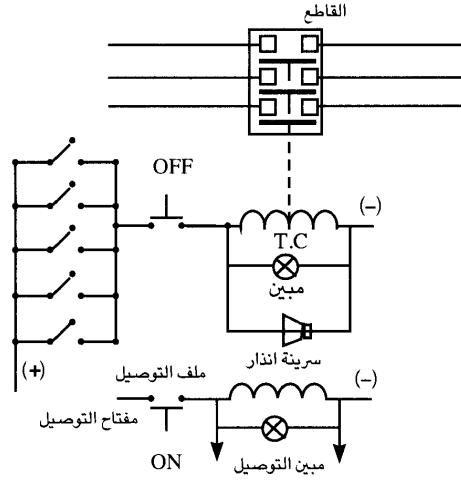 القاطع
OFF
(-)
T.C
مبين
سرينة انذار
(+)
ملف التوصيل
(-)
مفتاح التوصيل
ON
مبين التوصيل